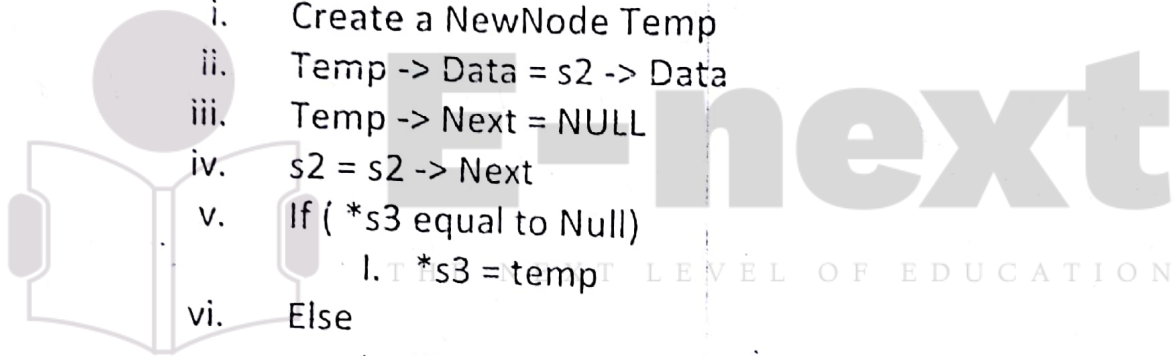 i. Create a NewNode Temp
ii. Temp -> Data = s2 -> Data
iii. Temp -> Next = NULL
iv. s2 = s2 -> Next
v. If ( *s3 equal to Null)
I. *s3 = temp
vi. Else
E-next
THE NEXT LEVEL OF EDUCATION